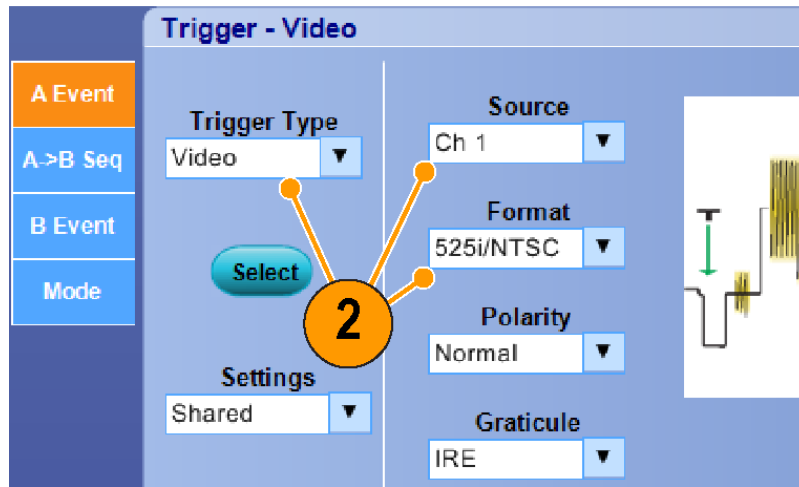 Trigger - Video
A Event
A->B Seq
B Event
Mode
Trigger Type
Video
Select
Settings
Shared
2
Source
Ch 1
Format
525i/NTSC
Polarity
Normal
Graticule
IRE
T